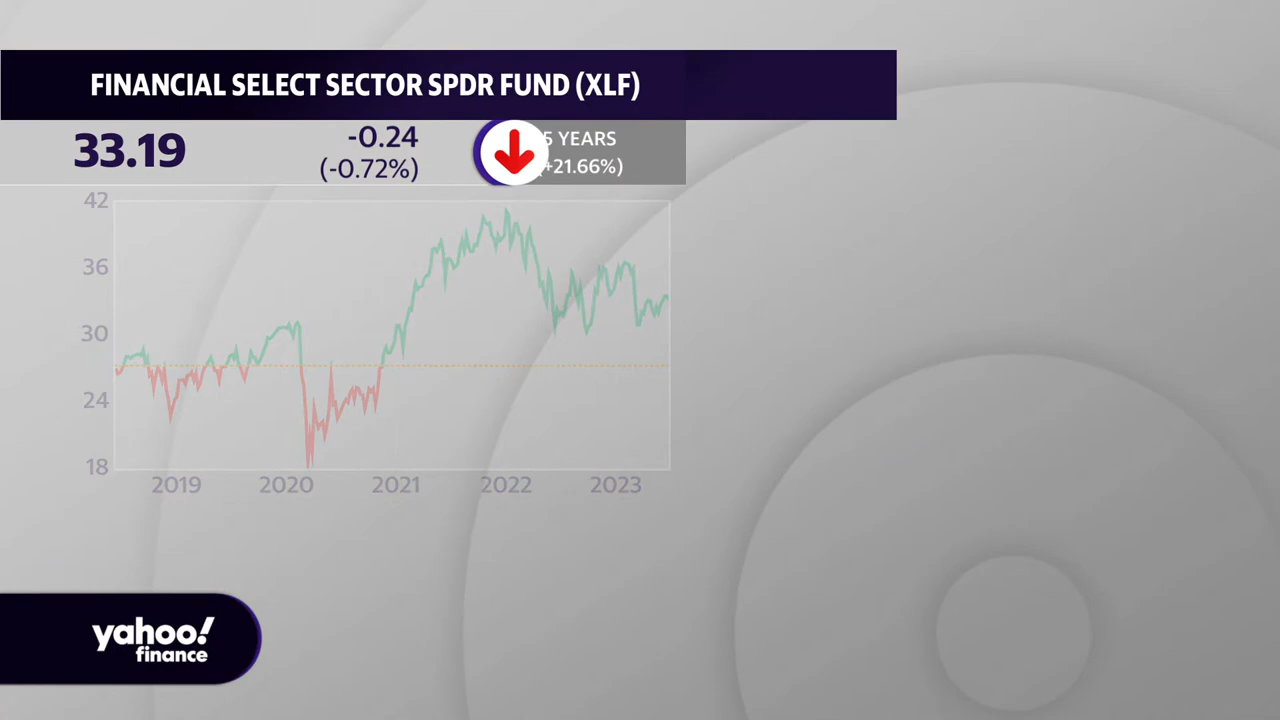 FINANCIAL SELECT SECTOR SPDR FUND (XLF)
33.19
-0.24
(-0.72%)
5 YEARS
(+21.66%)
42
36
30
24
18
2019 2020 2021 2022 2023
yahoo!
finance